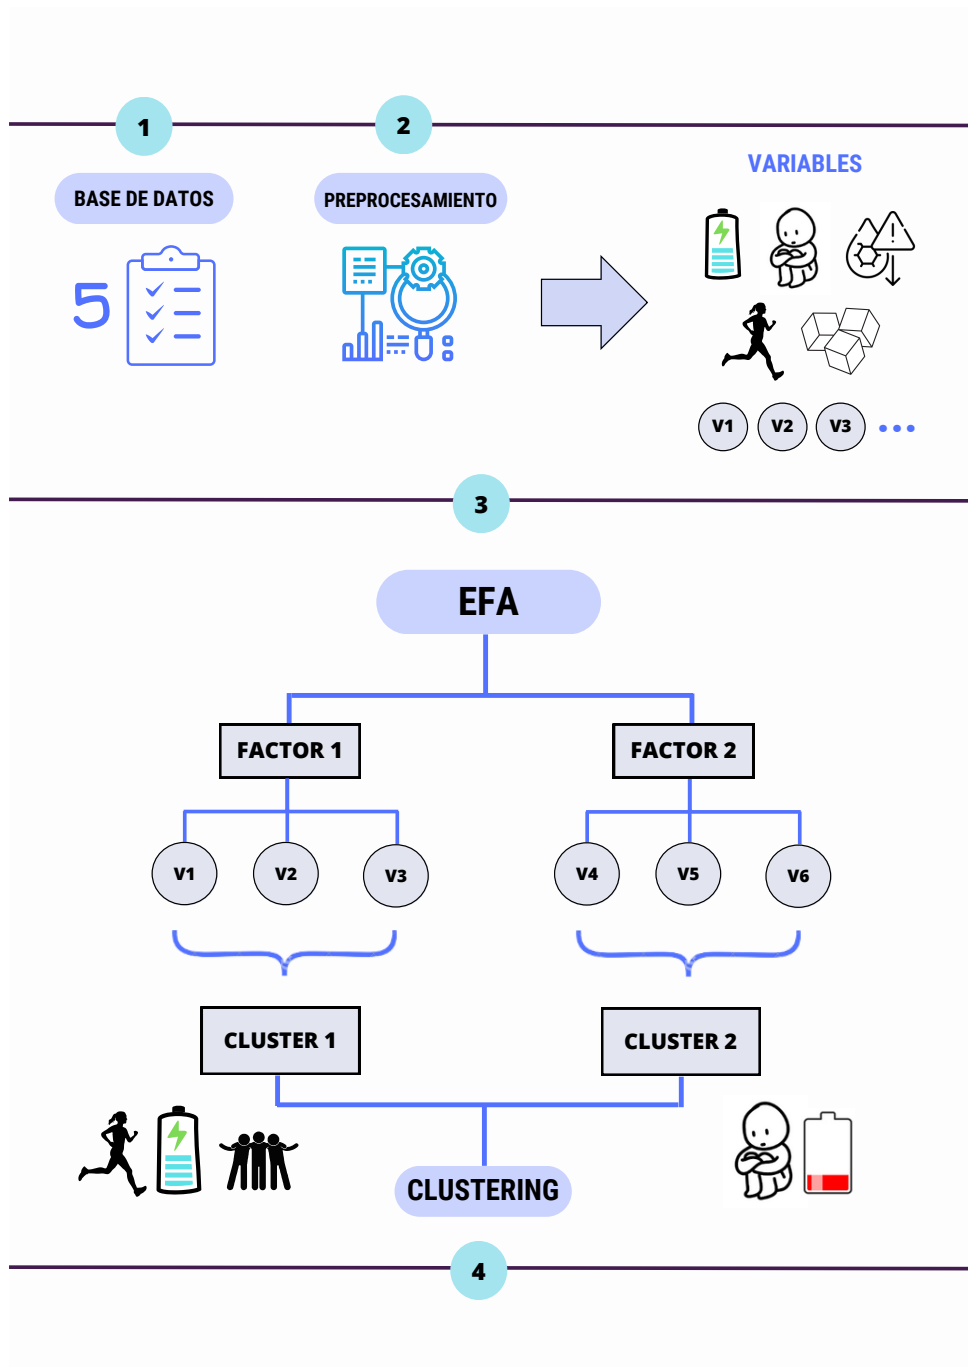 1
2
BASE DE DATOS
PREPROCESAMIENTO
VARIABLES
5
V1 V2 V3 ...
3
EFA
FACTOR 1
FACTOR 2
V1 V2 V3
V4 V5 V6
CLUSTER 1
CLUSTER 2
CLUSTERING
4